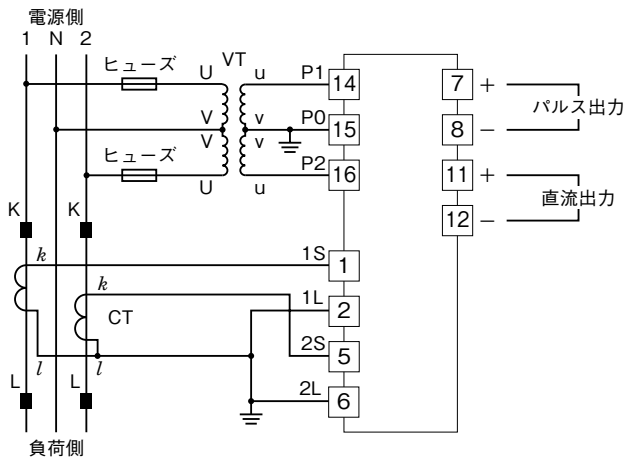 電源側
1 N 2
ヒューズ
VT
U u P1 14 7 +
パルス出力
V v P0 15 8 −
V v
ヒューズ
U u P2 16 11 +
直流出力
12 −
K K
k 1S 1
k 1L 2
CT
2S 5
l l
L L 2L 6
負荷側